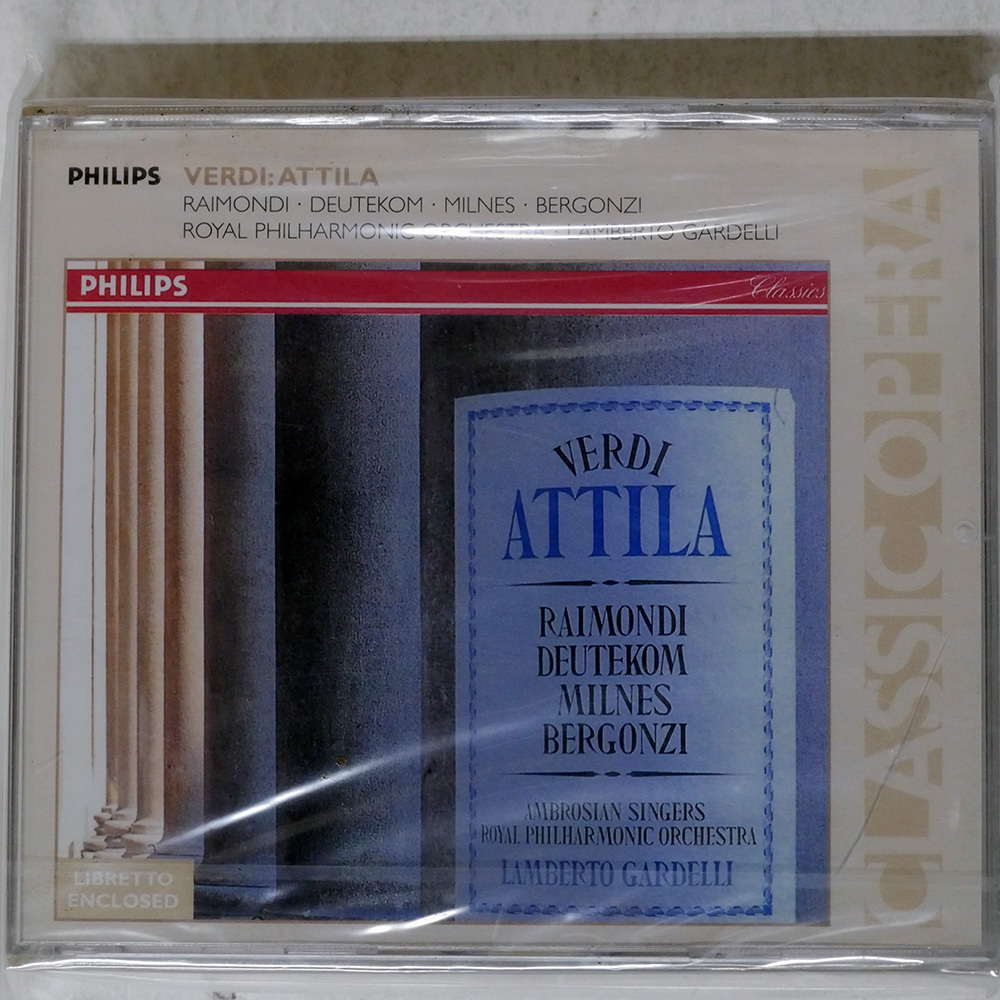 PHILIPS VERDI: ATTILA
RAIMONDI · DEUTEKOM · MILNES · BERGONZI
ROYAL PHILHARMONIC ORCHESTRA · LAMBERTO GARDELLI
PHILIPS Classics
VERDI
ATTILA
RAIMONDI
DEUTEKOM
MILNES
BERGONZI
AMBROSIAN SINGERS
ROYAL PHILHARMONIC ORCHESTRA
LAMBERTO GARDELLI
LIBRETTO
ENCLOSED
CLASSIC OPERA